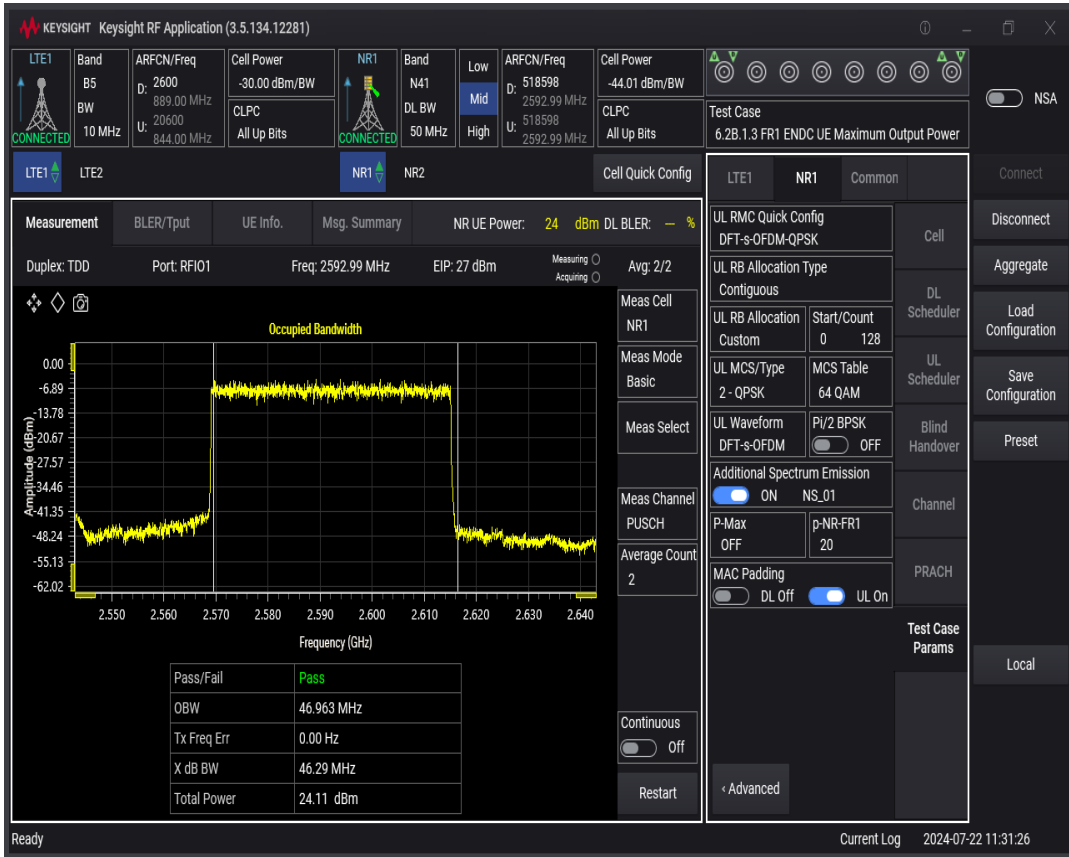 KEYSIGHT Keysight RF Application (3.5.134.12281)
LTE1
CONNECTED
Band
B5
BW
10 MHz
ARFCN/Freq
D: 2600
889.00 MHz
U: 20600
844.00 MHz
Cell Power
-30.00 dBm/BW
CLPC
All Up Bits
NR1
CONNECTED
Band
N41
DL BW
50 MHz
Low
Mid
High
ARFCN/Freq
D: 518598
2592.99 MHz
U: 518598
2592.99 MHz
Cell Power
-44.01 dBm/BW
CLPC
All Up Bits
Test Case
6.2B.1.3 FR1 ENDC UE Maximum Output Power
NSA
LTE1 LTE2 NR1 NR2 Cell Quick Config
Measurement BLER/Tput UE Info. Msg. Summary NR UE Power: 24 dBm DL BLER: --- %
Duplex: TDD Port: RFIO1 Freq: 2592.99 MHz EIP: 27 dBm Measuring Avg: 2/2
Acquiring
Occupied Bandwidth
Amplitude (dBm)
0.00
-6.89
-13.78
-20.67
-27.57
-34.46
-41.35
-48.24
-55.13
-62.02
2.550 2.560 2.570 2.580 2.590 2.600 2.610 2.620 2.630 2.640
Frequency (GHz)
Pass/Fail Pass
OBW 46.963 MHz
Tx Freq Err 0.00 Hz
X dB BW 46.29 MHz
Total Power 24.11 dBm
Meas Cell
NR1
Meas Mode
Basic
Meas Select
Meas Channel
PUSCH
Average Count
2
Continuous
Off
Restart
LTE1 NR1 Common
UL RMC Quick Config
DFT-s-OFDM-QPSK
UL RB Allocation Type
Contiguous
UL RB Allocation
Custom
Start/Count
0 128
UL MCS/Type
2 - QPSK
MCS Table
64 QAM
UL Waveform
DFT-s-OFDM
Pi/2 BPSK
OFF
Additional Spectrum Emission
ON NS_01
P-Max
OFF
p-NR-FR1
20
MAC Padding
DL Off UL On
‹ Advanced
Cell
DL
Scheduler
UL
Scheduler
Blind
Handover
Channel
PRACH
Test Case
Params
Connect
Disconnect
Aggregate
Load
Configuration
Save
Configuration
Preset
Local
Ready
Current Log 2024-07-22 11:31:26